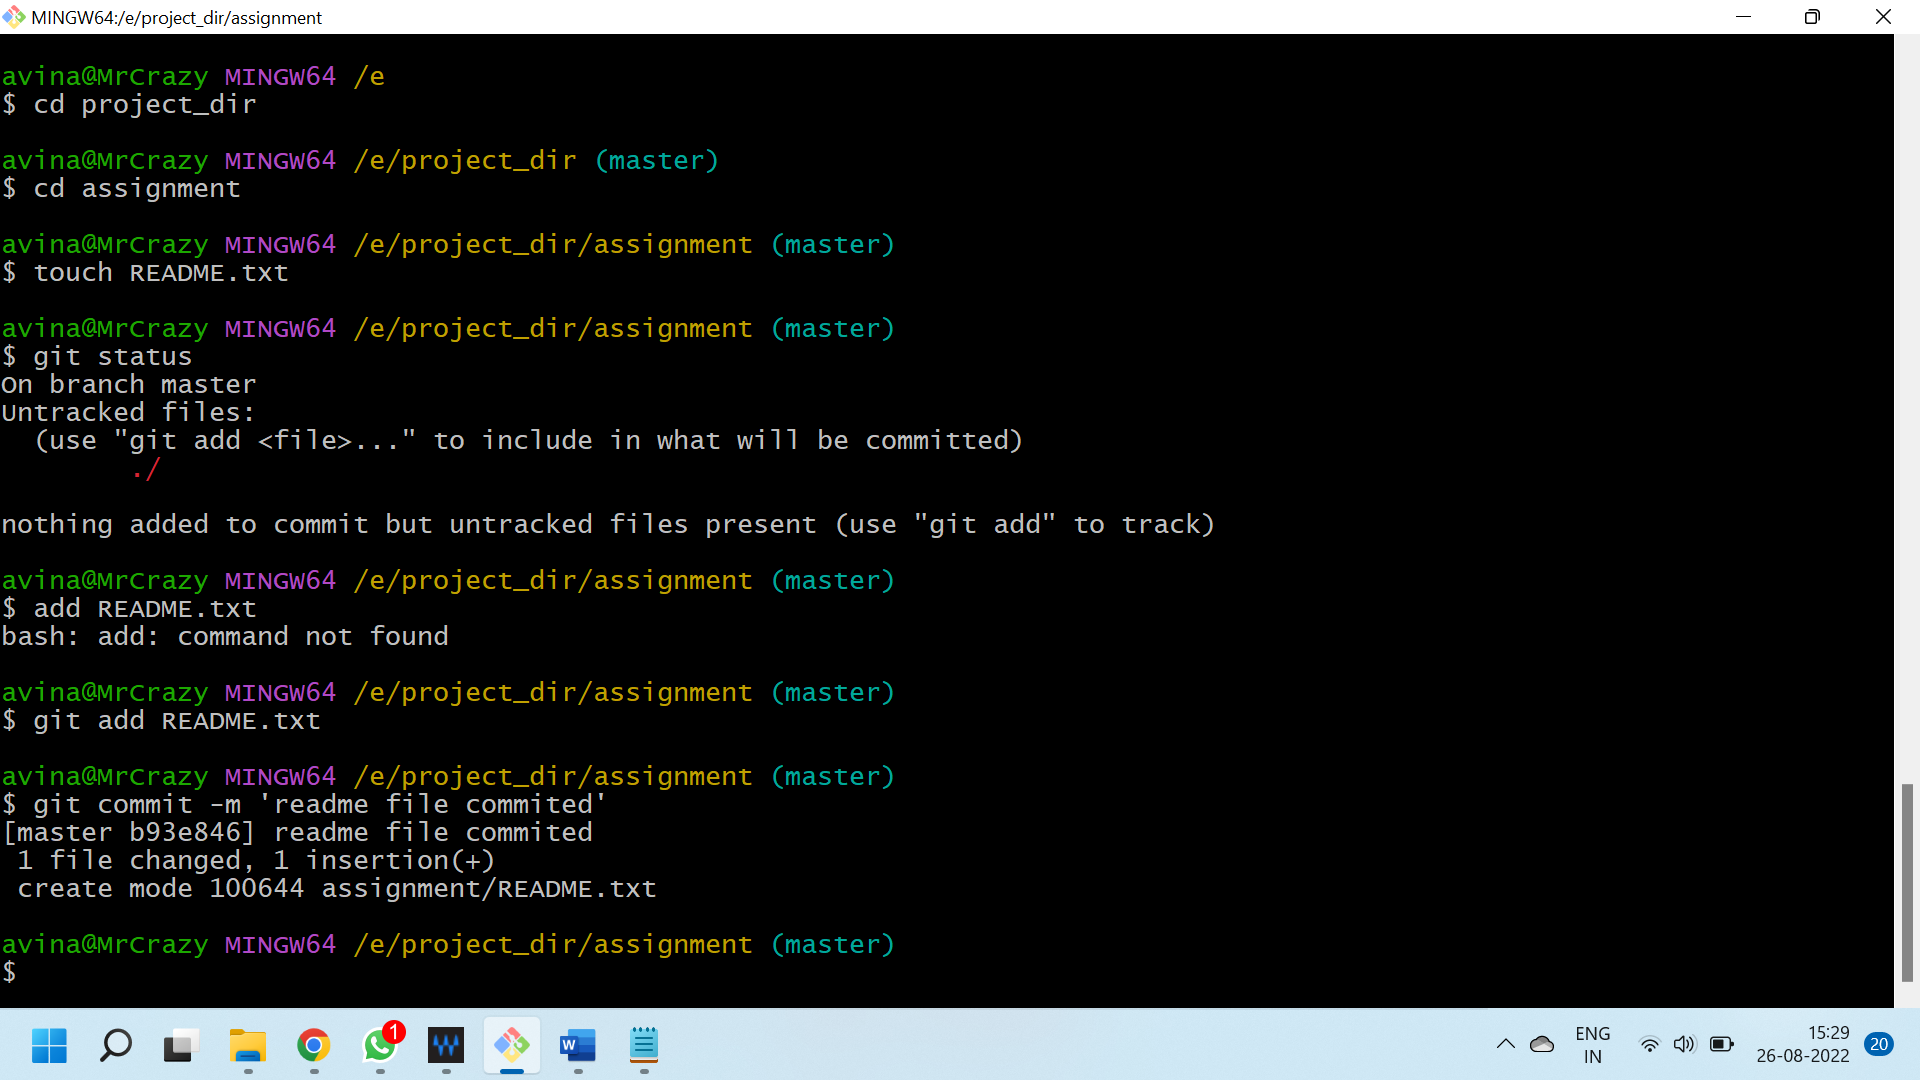 MINGW64:/e/project_dir/assignment
avina@MrCrazy MINGW64 /e
$ cd project_dir
avina@MrCrazy MINGW64 /e/project_dir (master)
$ cd assignment
avina@MrCrazy MINGW64 /e/project_dir/assignment (master)
$ touch README.txt
avina@MrCrazy MINGW64 /e/project_dir/assignment (master)
$ git status
On branch master
Untracked files:
  (use "git add <file>..." to include in what will be committed)
        ./
nothing added to commit but untracked files present (use "git add" to track)
avina@MrCrazy MINGW64 /e/project_dir/assignment (master)
$ add README.txt
bash: add: command not found
avina@MrCrazy MINGW64 /e/project_dir/assignment (master)
$ git add README.txt
avina@MrCrazy MINGW64 /e/project_dir/assignment (master)
$ git commit -m 'readme file commited'
[master b93e846] readme file commited
 1 file changed, 1 insertion(+)
 create mode 100644 assignment/README.txt
avina@MrCrazy MINGW64 /e/project_dir/assignment (master)
$
1
W
ENG
IN
15:29
26-08-2022
20